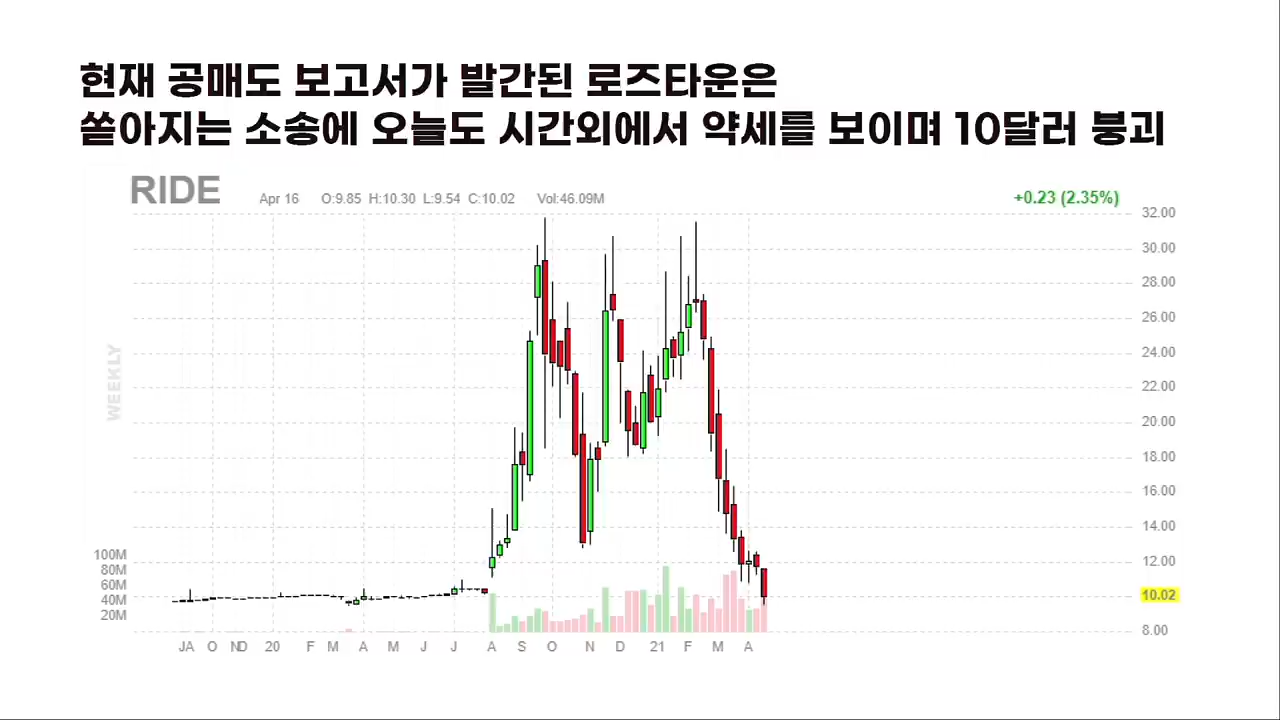 현재 공매도 보고서가 발간된 로즈타운은
쏟아지는 소송에 오늘도 시간외에서 약세를 보이며 10달러 붕괴
RIDE Apr 16 O:9.85 H:10.30 L:9.54 C:10.02 Vol:46.09M +0.23 (2.35%)
32.00
30.00
28.00
26.00
24.00
22.00
20.00
18.00
16.00
14.00
12.00
10.02
8.00
WEEKLY
100M
80M
60M
40M
20M
JA O ND 20 F M A M J J A S O N D 21 F M A